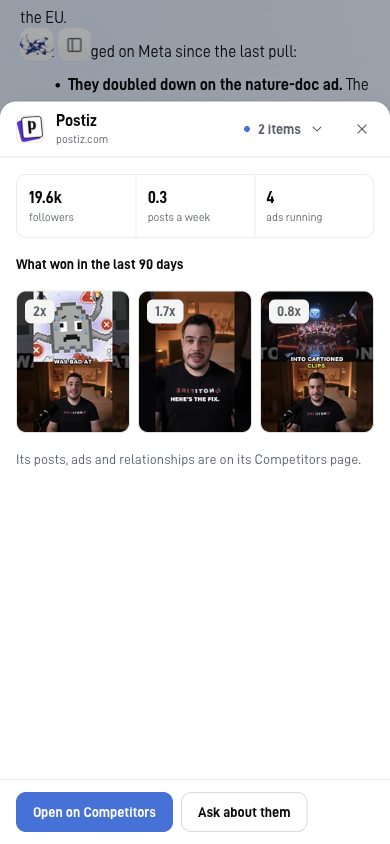 the EU.
ged on Meta since the last pull:
• They doubled down on the nature-doc ad. The
P
Postiz
postiz.com
2 items
19.6k
followers
0.3
posts a week
4
ads running
What won in the last 90 days
2x
WAS BAD AT
1.7x
HERE'S THE FIX.
0.8x
INTO CAPTIONED
CLIPS.
Its posts, ads and relationships are on its Competitors page.
Open on Competitors
Ask about them